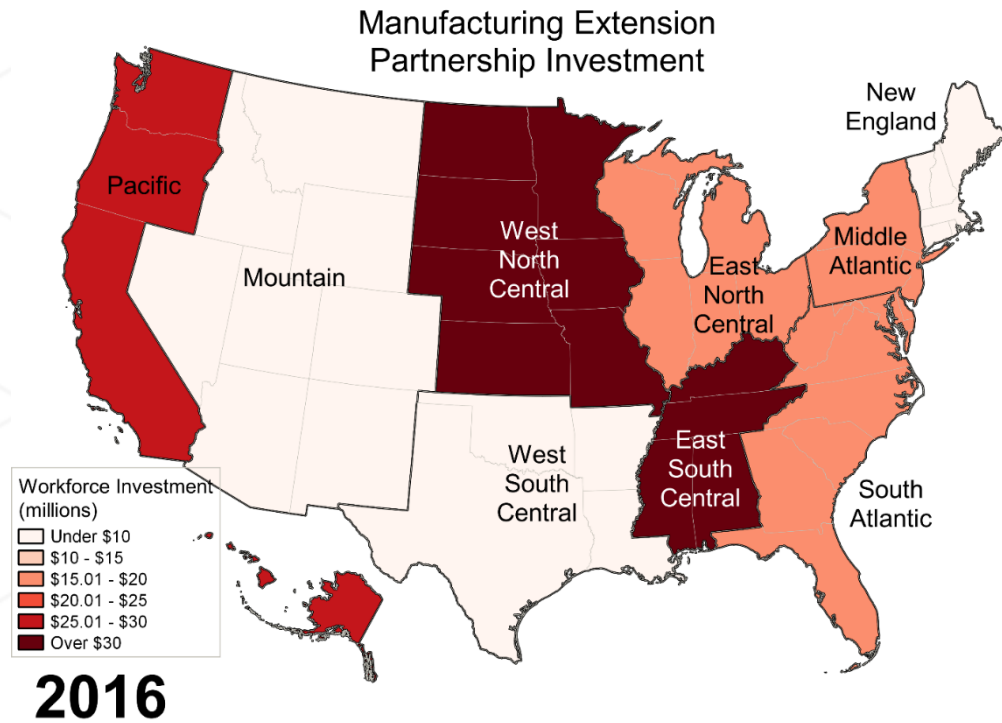 Manufacturing Extension
Partnership Investment
New
England
Pacific
West
North
Central
Middle
Atlantic
Mountain
East
North
Central
West
South
Central
East
South
Central
South
Atlantic
Workforce Investment
(millions)
Under $10
$10 - $15
$15.01 - $20
$20.01 - $25
$25.01 - $30
Over $30
2016